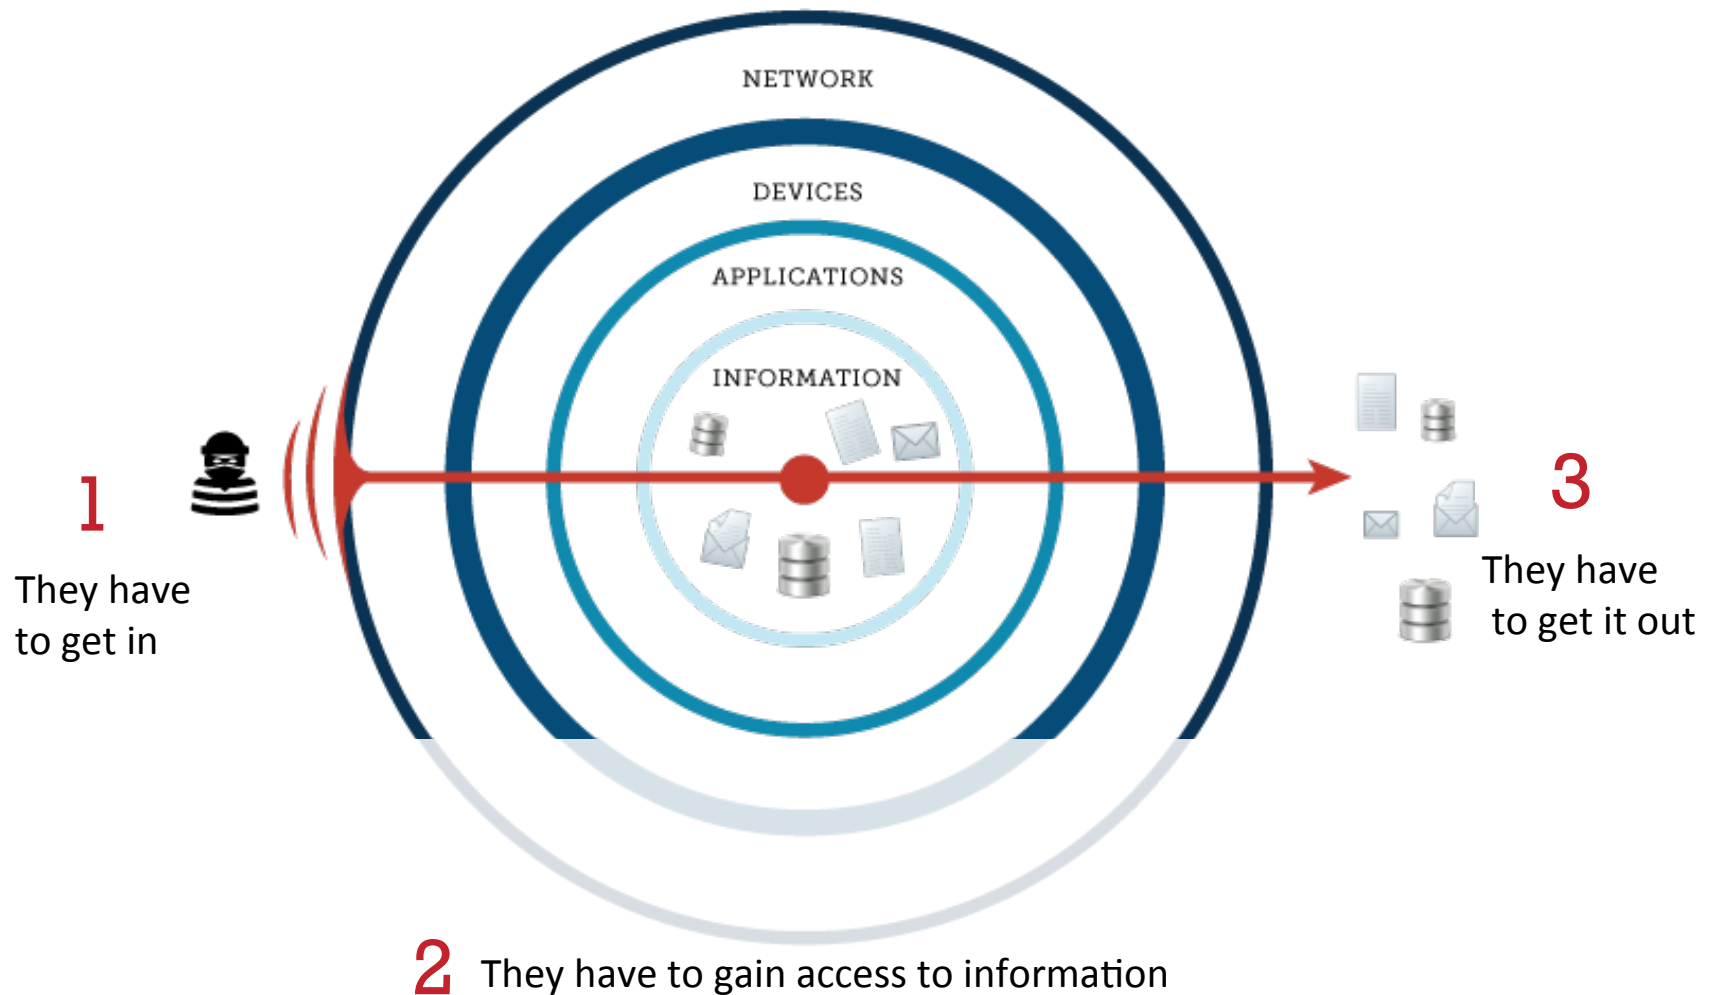 NETWORK
DEVICES
APPLICATIONS
INFORMATION
1
They have
to get in
3
They have
to get it out
2 They have to gain access to information